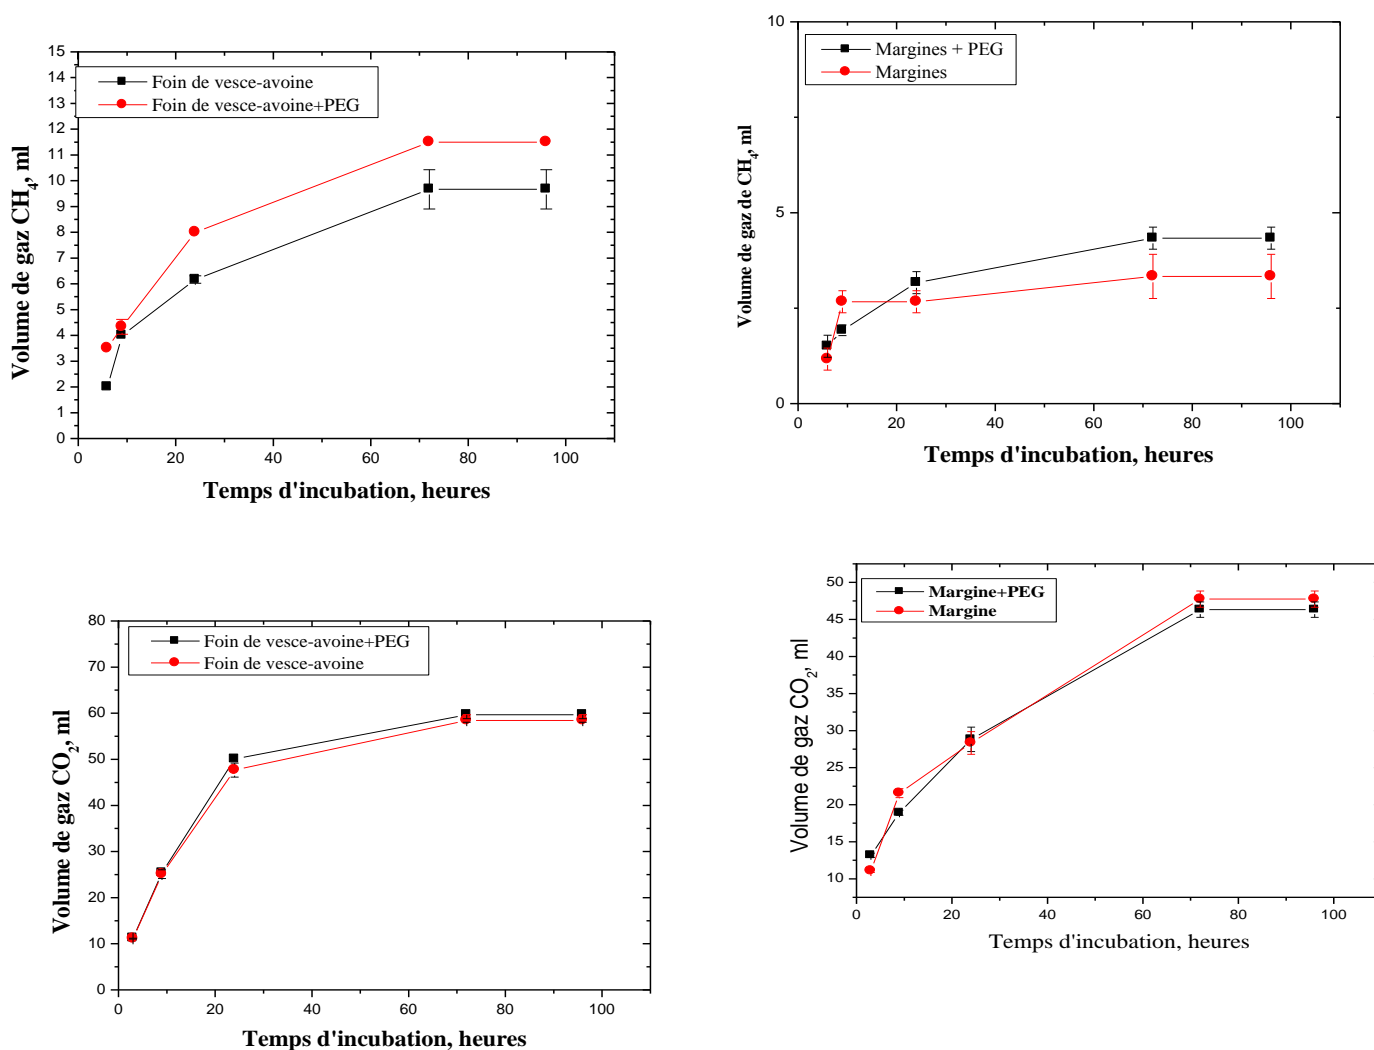 15
14
13
12
11
10
9
8
7
6
5
4
3
2
1
0
Volume de gaz CH4, ml
Foin de vesce-avoine
Foin de vesce-avoine+PEG
0 20 40 60 80 100
Temps d'incubation, heures
10
5
0
Volume de gaz de CH4, ml
Margines + PEG
Margines
0 20 40 60 80 100
Temps d'incubation, heures
80
70
60
50
40
30
20
10
0
Volume de gaz CO2, ml
Foin de vesce-avoine+PEG
Foin de vesce-avoine
0 20 40 60 80 100
Temps d'incubation, heures
50
45
40
35
30
25
20
15
10
Volume de gaz CO2, ml
Margine+PEG
Margine
0 20 40 60 80 100
Temps d'incubation, heures